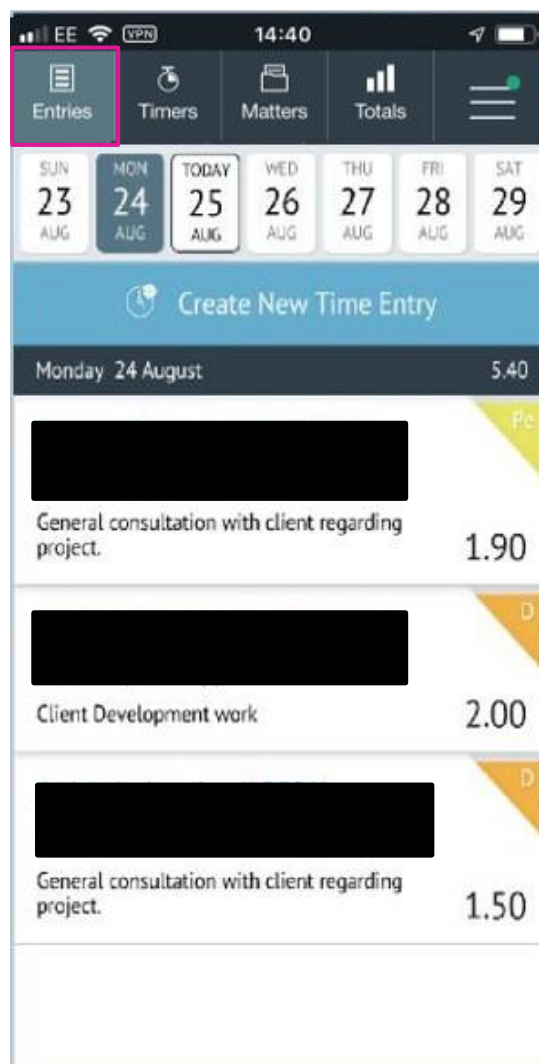 EE VPN 14:40
Entries Timers Matters Totals
SUN MON TODAY WED THU FRI SAT
23 24 25 26 27 28 29
AUG AUG AUG AUG AUG AUG AUG
Create New Time Entry
Monday 24 August 5.40
Pe
General consultation with client regarding
project.
1.90
D
Client Development work 2.00
D
General consultation with client regarding
project.
1.50